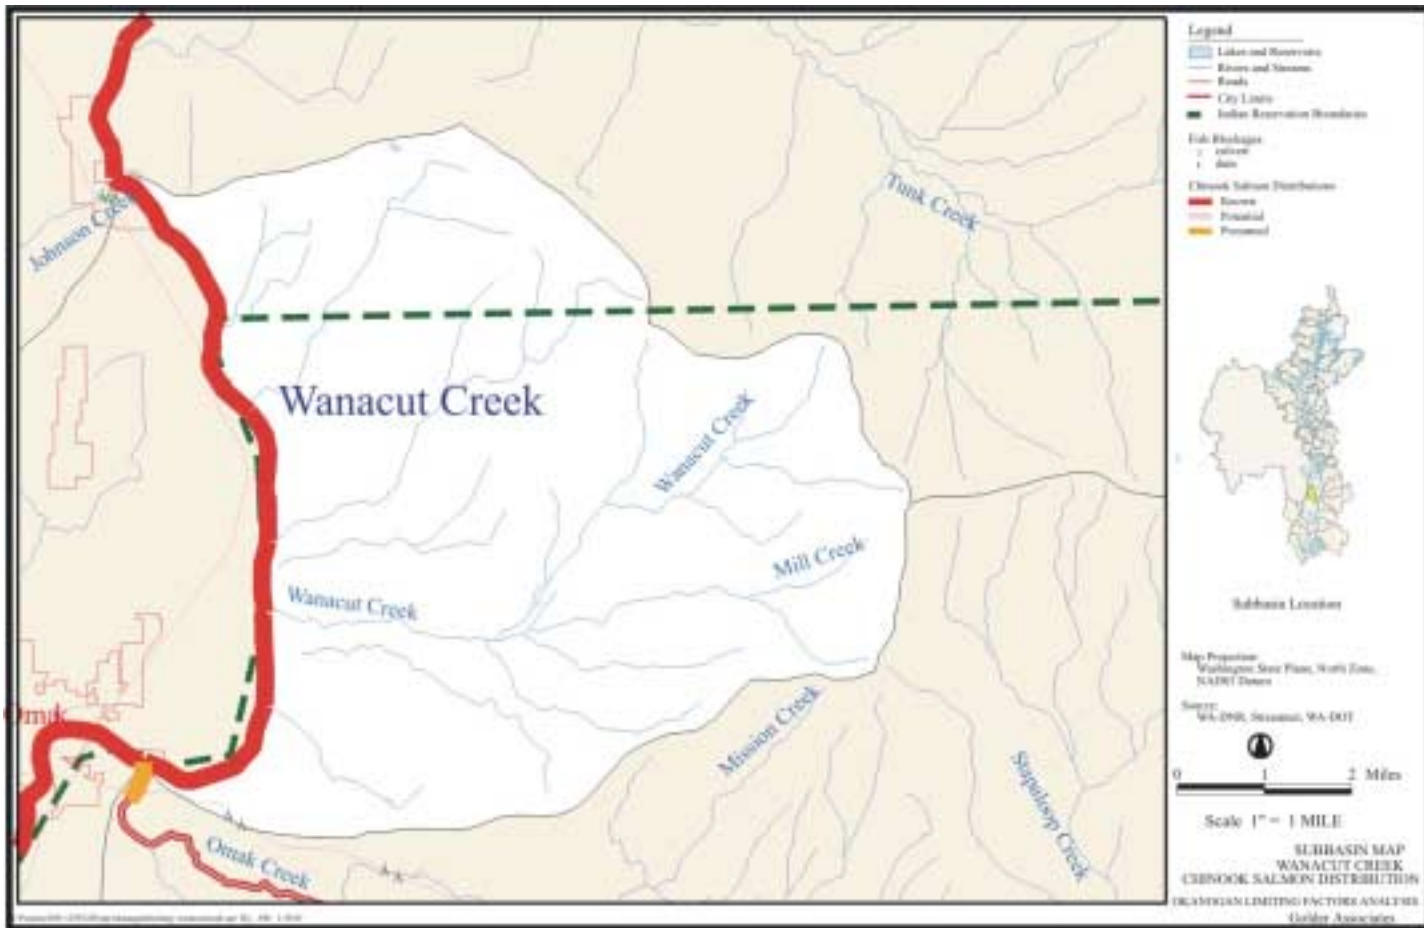 Legend
Lakes and Reservoirs
Rivers and Streams
Roads
City Limits
Indian Reservation Boundaries
Fish Blockages
culvert
dam
Chinook Salmon Distributions
Known
Potential
Presumed
Johnson Creek
Tunk Creek
Wanacut Creek
Wanacut Creek
Mill Creek
Wanacut Creek
Omak
Mission Creek
Stapaloop Creek
Omak Creek
Subbasin Location
Map Projection:
Washington State Plane, North Zone,
NAD83 Datum
Source:
WA-DNR, Streamnet, WA-DOT
0 1 2 Miles
Scale 1" = 1 MILE
SUBBASIN MAP
WANACUT CREEK
CHINOOK SALMON DISTRIBUTION
OKANOGAN LIMITING FACTORS ANALYSIS
Golder Associates